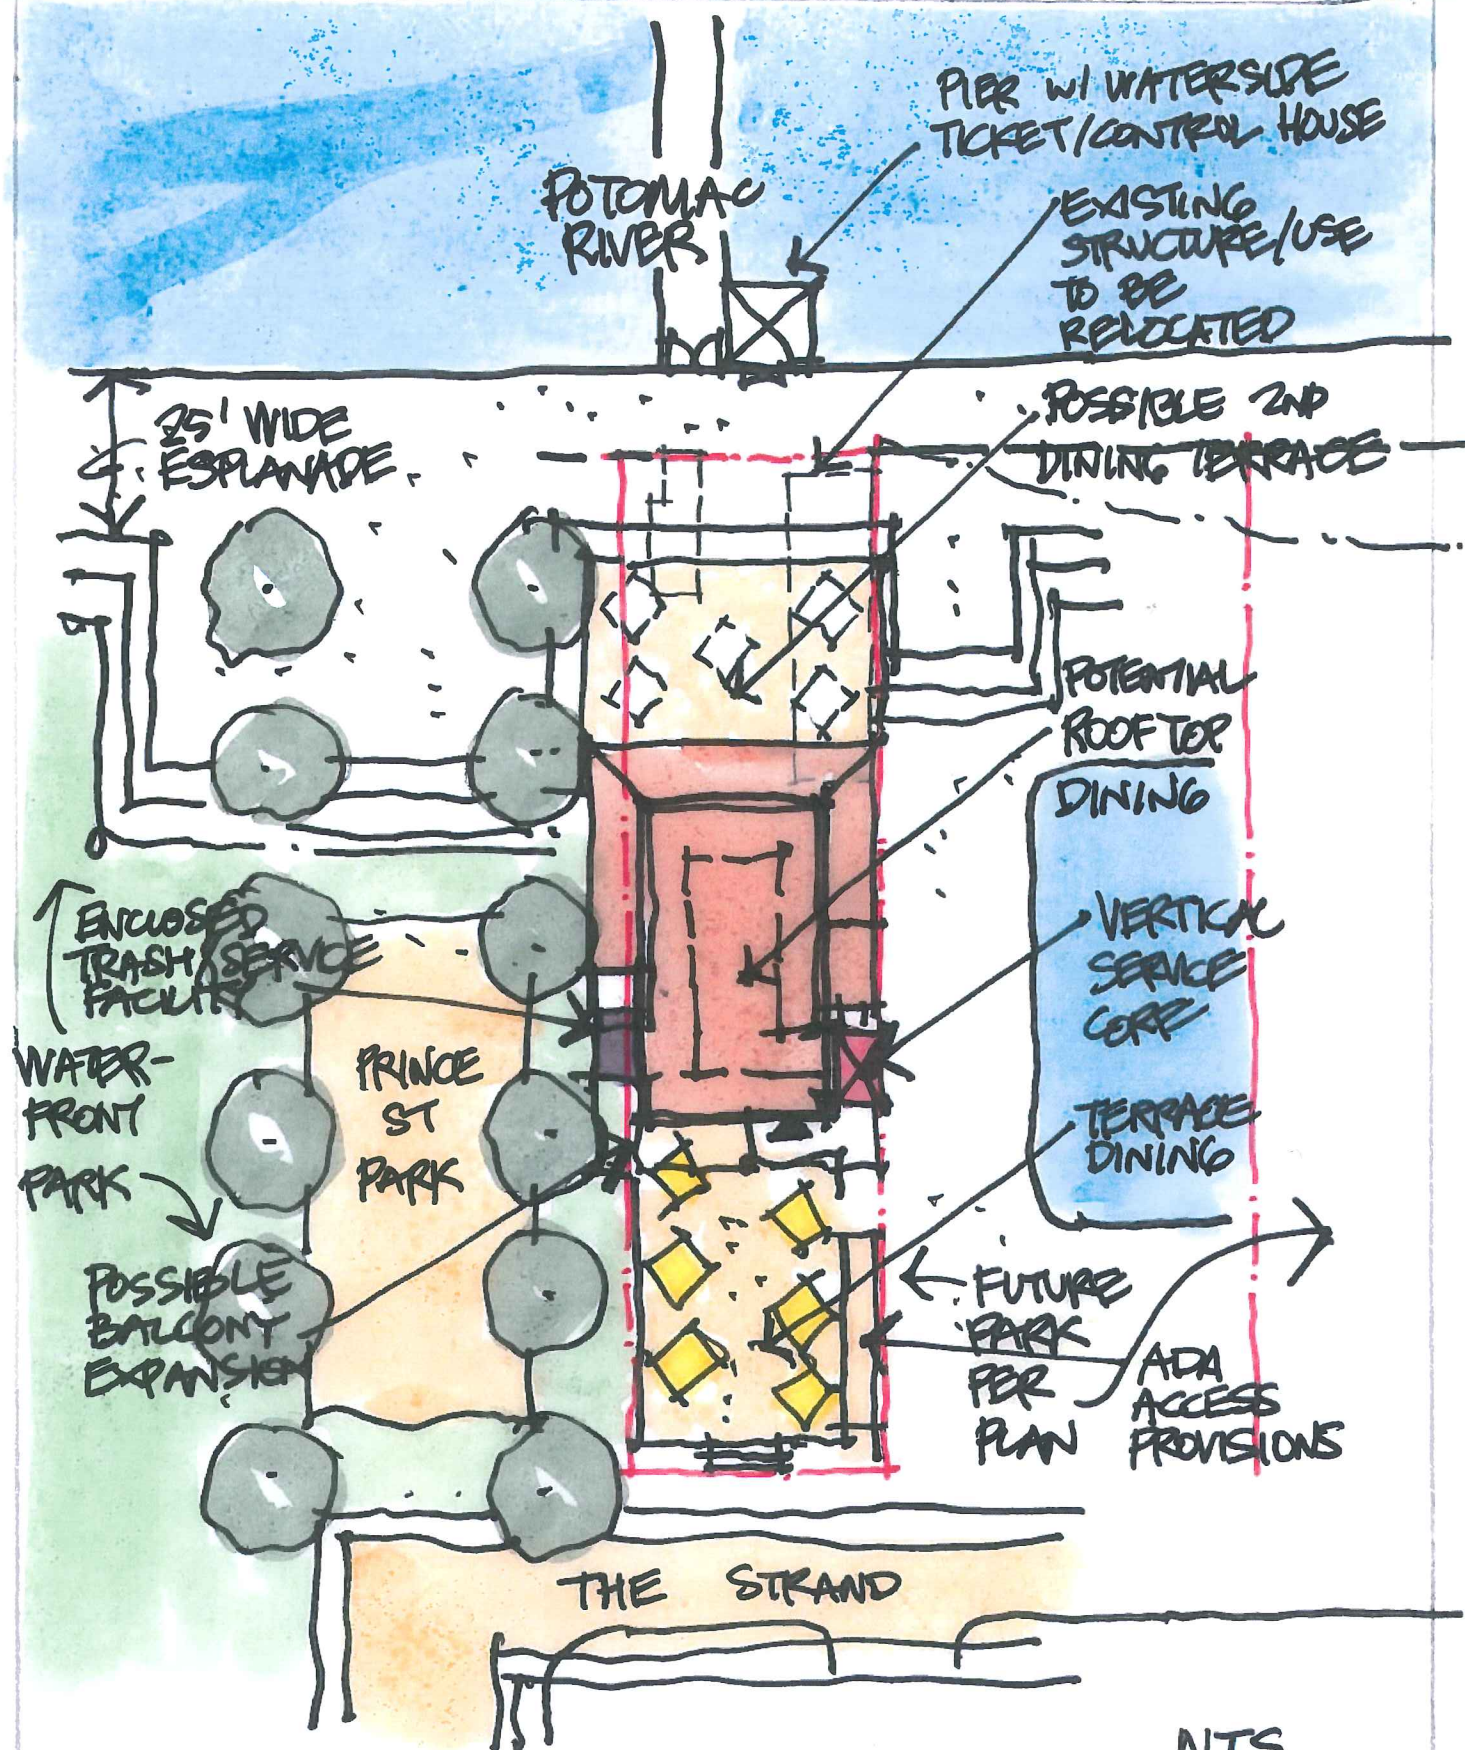 PIER W/ WATERSIDE
TICKET/CONTROL HOUSE
POTOMAC
RIVER
EXISTING
STRUCTURE/USE
TO BE
RELOCATED
25' WIDE
ESPLANADE
POSSIBLE 2ND
DINING TERRACE
POTENTIAL
ROOFTOP
DINING
ENCLOSED
TRASH/SERVICE
FACILITY
VERTICAL
SERVICE
CORE
WATER-
FRONT
PARK
PRINCE
ST
PARK
TERRACE
DINING
POSSIBLE
BALCONY
EXPANSION
FUTURE
PARK
PER
PLAN
ADA
ACCESS
PROVISIONS
THE STRAND
NTS